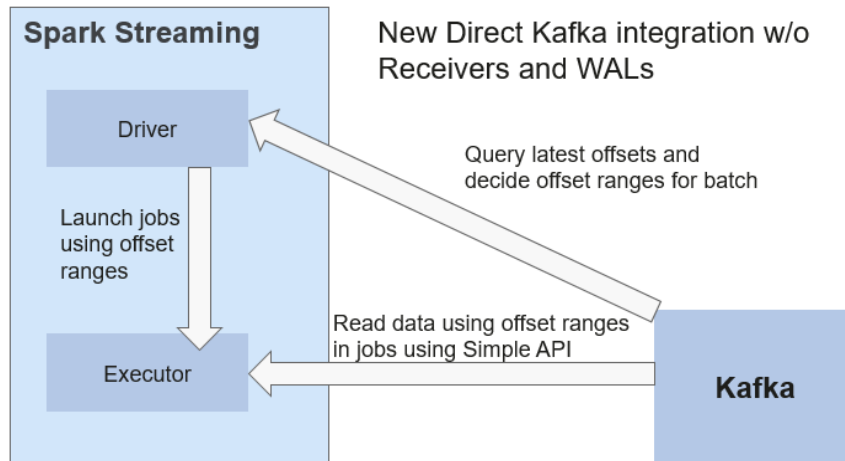 Spark Streaming
New Direct Kafka integration w/o
Receivers and WALs
Driver
Query latest offsets and
decide offset ranges for batch
Launch jobs
using offset
ranges
Read data using offset ranges
in jobs using Simple API
Executor
Kafka